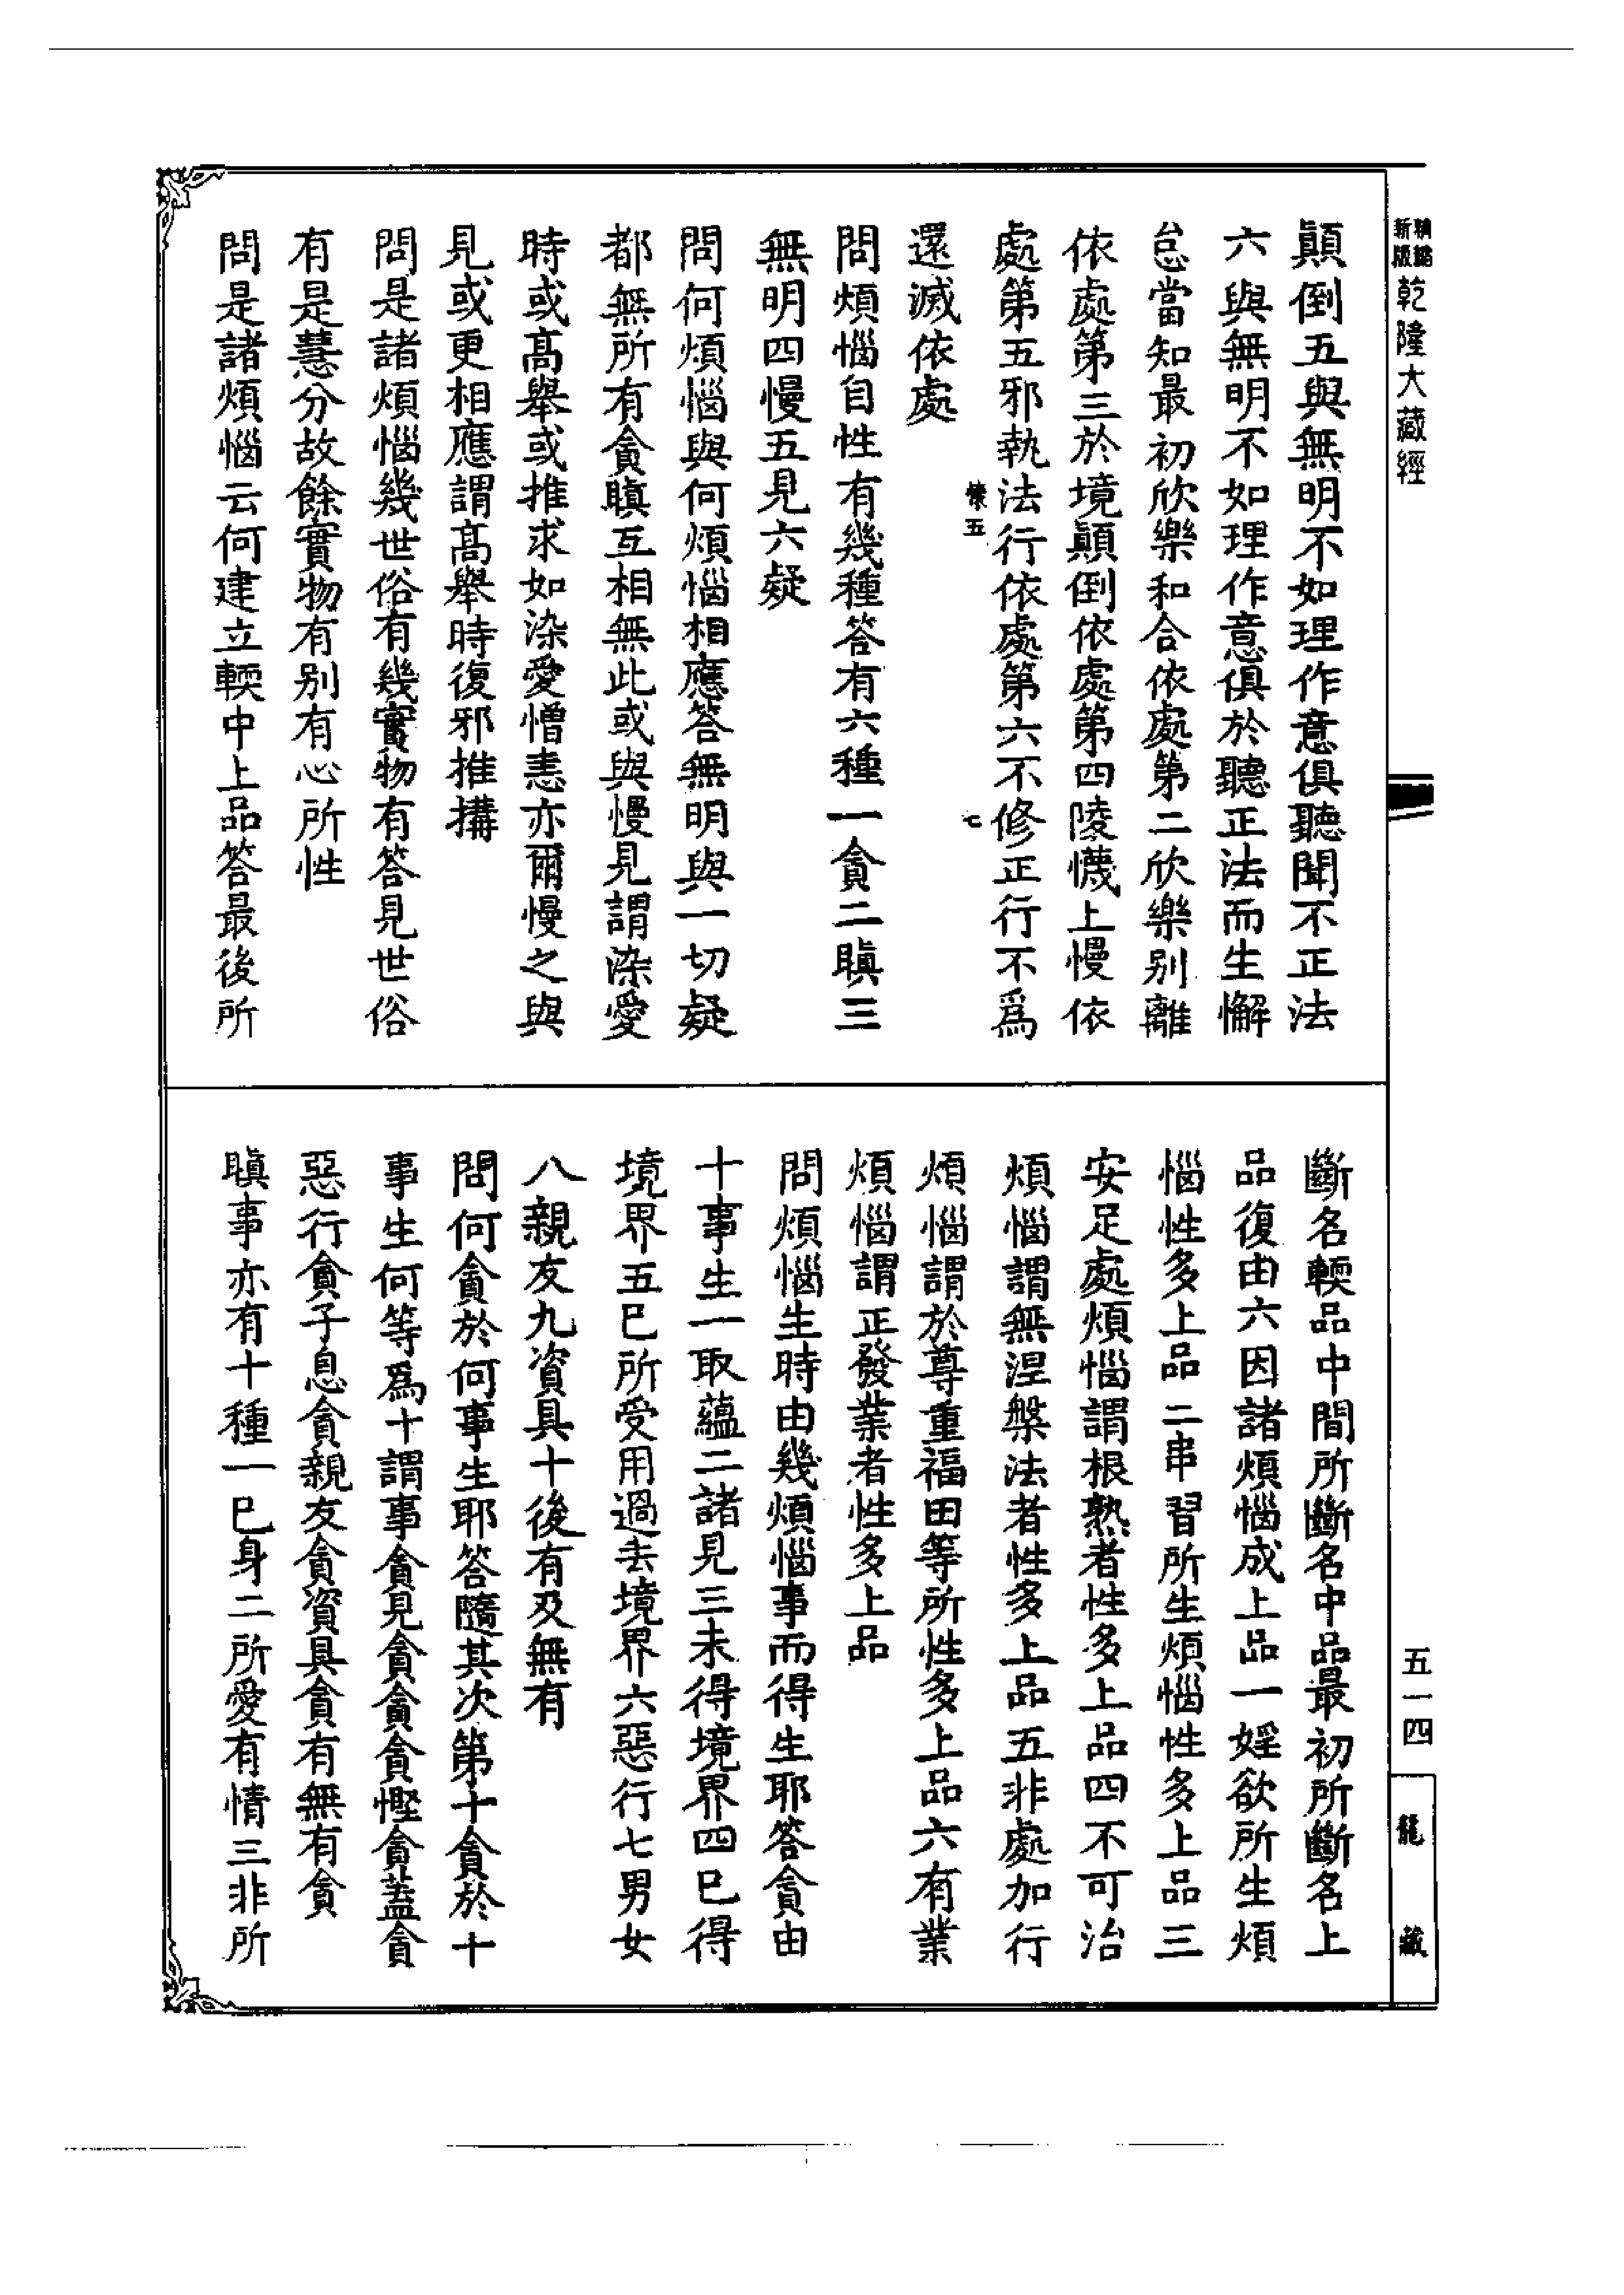 精縮新版 乾隆大藏經
顛倒五與無明不如理作意俱聽聞不正法
六與無明不如理作意俱於聽正法而生懈
怠當知最初欣樂和合依處第二欣樂别離
依處第三於境顛倒依處第四陵懱上慢依
處第五邪執法行依處第六不修正行不爲
懷五 七
還滅依處
問煩惱自性有幾種答有六種一貪二瞋三
無明四慢五見六疑
問何煩惱與何煩惱相應答無明與一切疑
都無所有貪瞋互相無此或與慢見謂染愛
時或髙舉或推求如染愛憎恚亦爾慢之與
見或更相應謂髙舉時復邪推搆
問是諸煩惱幾世俗有幾實物有答見世俗
有是慧分故餘實物有别有心所性
問是諸煩惱云何建立輭中上品答最後所
斷名輭品中間所斷名中品最初所斷名上
品復由六因諸煩惱成上品一婬欲所生煩
惱性多上品二串習所生煩惱性多上品三
安足處煩惱謂根熟者性多上品四不可治
煩惱謂無涅槃法者性多上品五非處加行
煩惱謂於尊重福田等所性多上品六有業
煩惱謂正發業者性多上品
問煩惱生時由幾煩惱事而得生耶答貪由
十事生一取蘊二諸見三未得境界四已得
境界五已所受用過去境界六惡行七男女
八親友九資具十後有及無有
問何貪於何事生耶答隨其次第十貪於十
事生何等爲十謂事貪見貪貪貪慳貪蓋貪
惡行貪子息貪親友貪資具貪有無有貪
瞋事亦有十種一已身二所愛有情三非所
五一四
龍藏